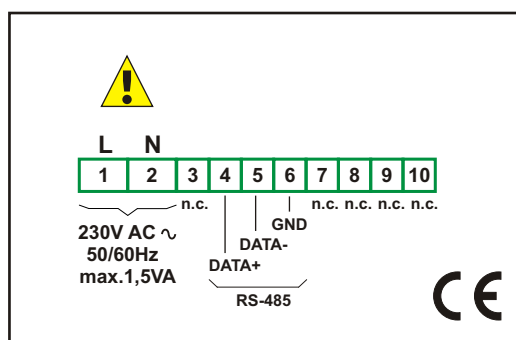 L N
1 2 3 4 5 6 7 8 9 10
n.c. n.c. n.c. n.c. n.c.
GND
230V AC ~
DATA-
50/60Hz
DATA+
max.1,5VA
RS-485
CE